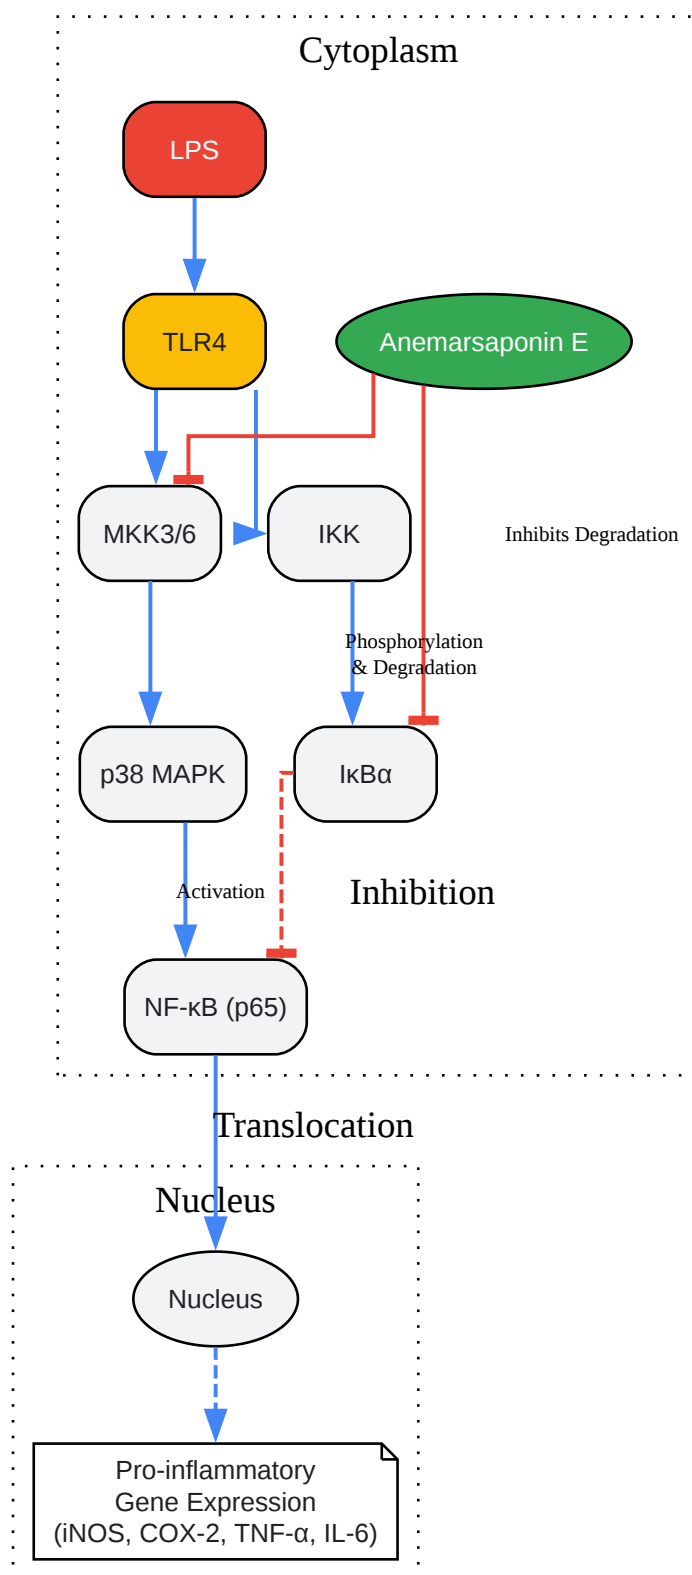 Cytoplasm
LPS
TLR4
Anemarsaponin E
MKK3/6
IKK
Inhibits Degradation
Phosphorylation
& Degradation
p38 MAPK
IκBα
Activation
Inhibition
NF-κB (p65)
Translocation
Nucleus
Nucleus
Pro-inflammatory
Gene Expression
(iNOS, COX-2, TNF-α, IL-6)